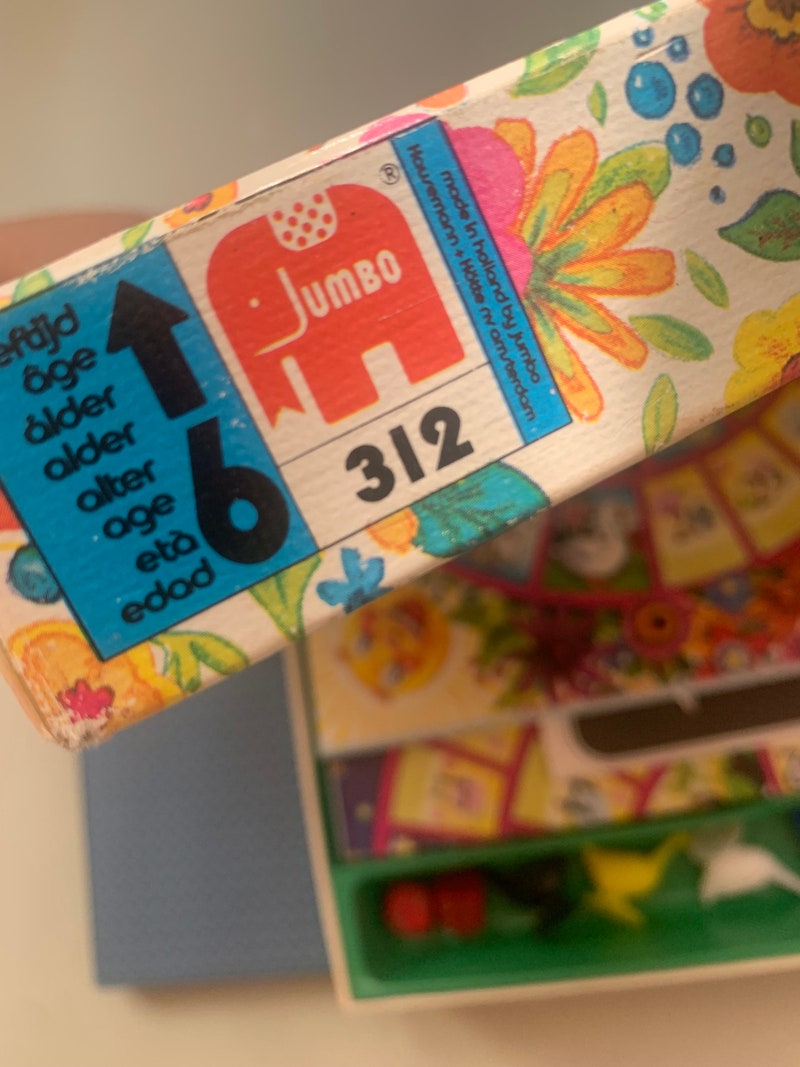 âge
ålder
alder
alter
age
età
edad
6
JUMBO
®
312
made in holland by jumbo
Hausemann + Hötte nv amsterdam